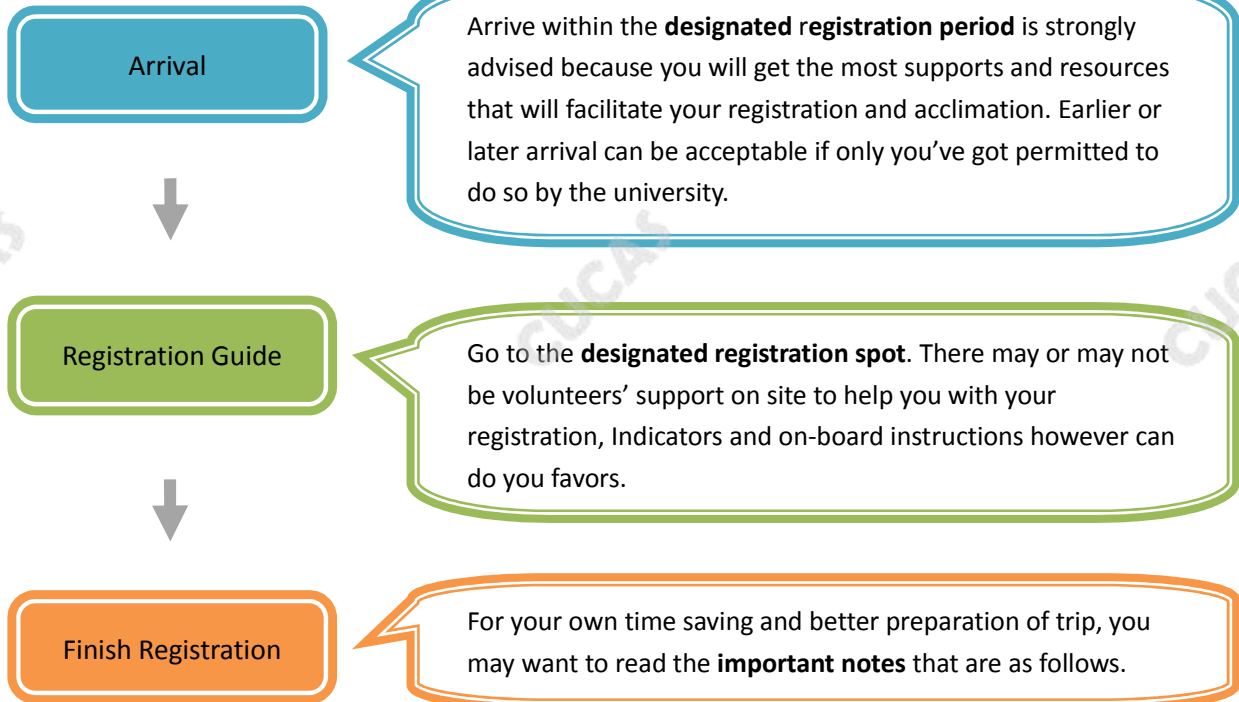 Arrival
Arrive within the designated registration period is strongly
advised because you will get the most supports and resources
that will facilitate your registration and acclimation. Earlier or
later arrival can be acceptable if only you've got permitted to
do so by the university.
CUCAS
Registration Guide
Go to the designated registration spot. There may or may not
be volunteers' support on site to help you with your
registration, Indicators and on-board instructions however can
do you favors.
Finish Registration
For your own time saving and better preparation of trip, you
may want to read the important notes that are as follows.